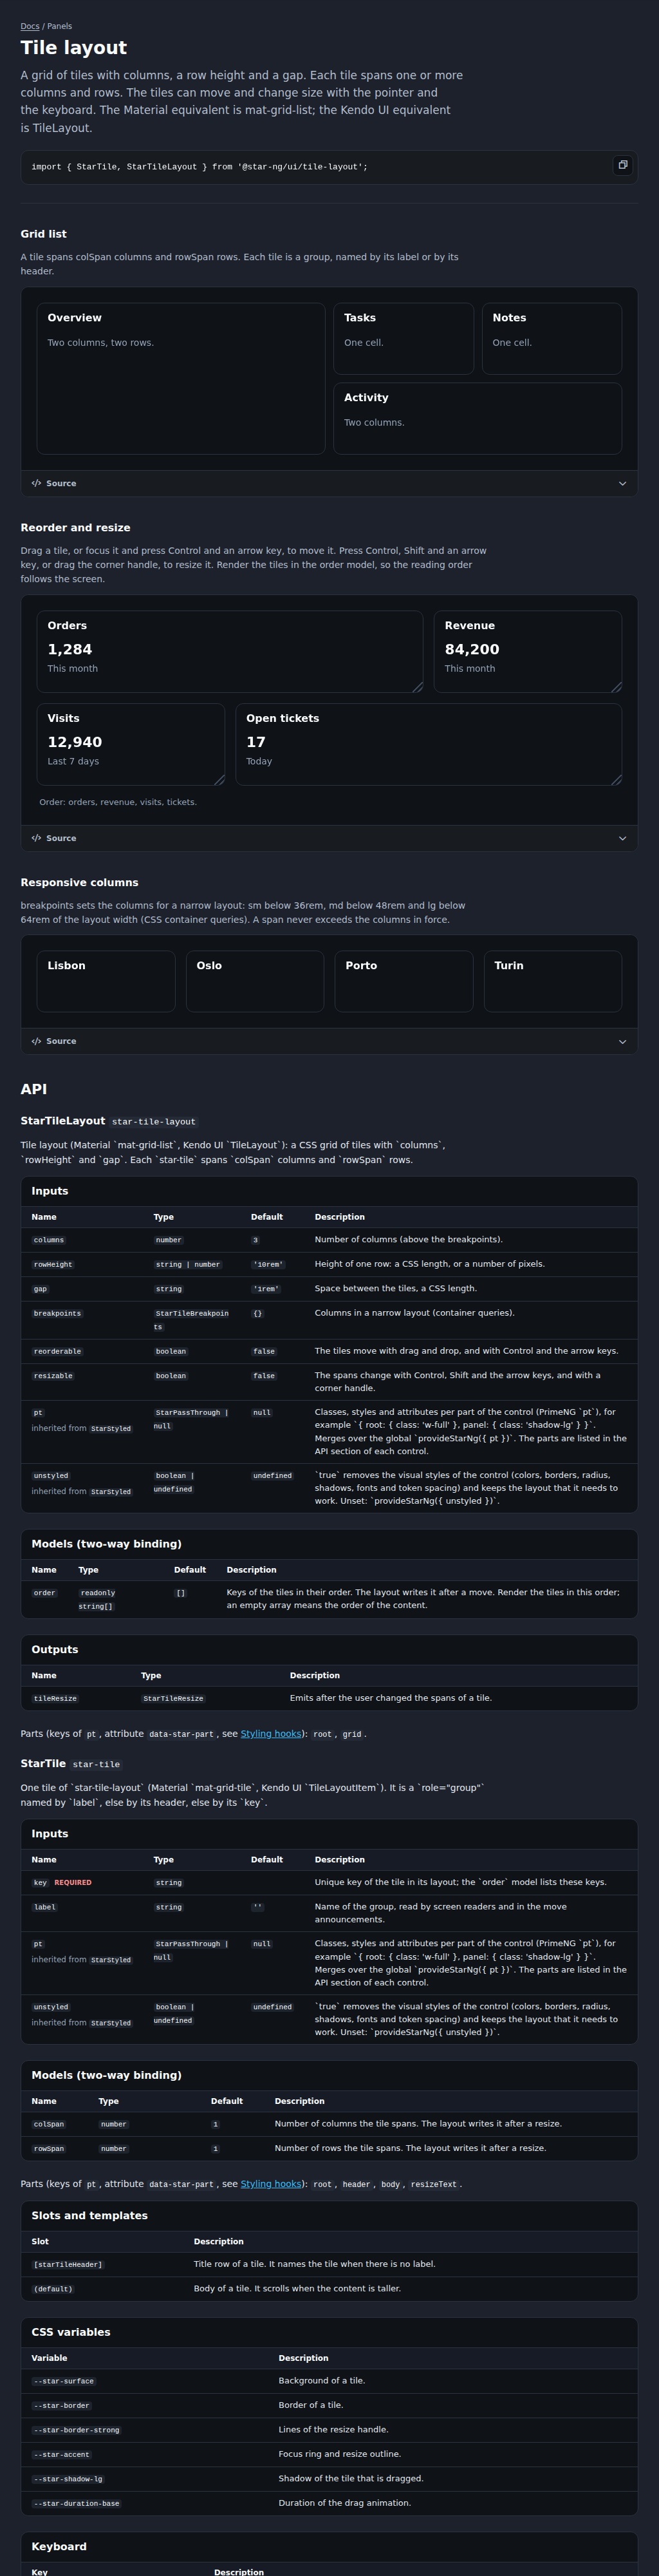 Docs / Panels
Tile layout
A grid of tiles with columns, a row height and a gap. Each tile spans one or more
columns and rows. The tiles can move and change size with the pointer and
the keyboard. The Material equivalent is mat-grid-list; the Kendo UI equivalent
is TileLayout.
import { StarTile, StarTileLayout } from '@star-ng/ui/tile-layout';
Grid list
A tile spans colSpan columns and rowSpan rows. Each tile is a group, named by its label or by its
header.
Overview
Two columns, two rows.
Tasks
One cell.
Notes
One cell.
Activity
Two columns.
Source
Reorder and resize
Drag a tile, or focus it and press Control and an arrow key, to move it. Press Control, Shift and an arrow
key, or drag the corner handle, to resize it. Render the tiles in the order model, so the reading order
follows the screen.
Orders
1,284
This month
Revenue
84,200
This month
Visits
12,940
Last 7 days
Open tickets
17
Today
Order: orders, revenue, visits, tickets.
Source
Responsive columns
breakpoints sets the columns for a narrow layout: sm below 36rem, md below 48rem and lg below
64rem of the layout width (CSS container queries). A span never exceeds the columns in force.
Lisbon
Oslo
Porto
Turin
Source
API
StarTileLayout star-tile-layout
Tile layout (Material `mat-grid-list`, Kendo UI `TileLayout`): a CSS grid of tiles with `columns`,
`rowHeight` and `gap`. Each `star-tile` spans `colSpan` columns and `rowSpan` rows.
Inputs
Name Type Default Description
columns number 3 Number of columns (above the breakpoints).
rowHeight string | number '10rem' Height of one row: a CSS length, or a number of pixels.
gap string '1rem' Space between the tiles, a CSS length.
breakpoints StarTileBreakpoin {} Columns in a narrow layout (container queries).
ts
reorderable boolean false The tiles move with drag and drop, and with Control and the arrow keys.
resizable boolean false The spans change with Control, Shift and the arrow keys, and with a
corner handle.
pt StarPassThrough | null Classes, styles and attributes per part of the control (PrimeNG `pt`), for
inherited from StarStyled null example `{ root: { class: 'w-full' }, panel: { class: 'shadow-lg' } }`.
Merges over the global `provideStarNg({ pt })`. The parts are listed in the
API section of each control.
unstyled boolean | undefined `true` removes the visual styles of the control (colors, borders, radius,
inherited from StarStyled undefined shadows, fonts and token spacing) and keeps the layout that it needs to
work. Unset: `provideStarNg({ unstyled })`.
Models (two-way binding)
Name Type Default Description
order readonly [] Keys of the tiles in their order. The layout writes it after a move. Render the tiles in this order;
string[] an empty array means the order of the content.
Outputs
Name Type Description
tileResize StarTileResize Emits after the user changed the spans of a tile.
Parts (keys of pt, attribute data-star-part, see Styling hooks): root, grid.
StarTile star-tile
One tile of `star-tile-layout` (Material `mat-grid-tile`, Kendo UI `TileLayoutItem`). It is a `role="group"`
named by `label`, else by its header, else by its `key`.
Inputs
Name Type Default Description
key REQUIRED string Unique key of the tile in its layout; the `order` model lists these keys.
label string '' Name of the group, read by screen readers and in the move
announcements.
pt StarPassThrough | null Classes, styles and attributes per part of the control (PrimeNG `pt`), for
inherited from StarStyled null example `{ root: { class: 'w-full' }, panel: { class: 'shadow-lg' } }`.
Merges over the global `provideStarNg({ pt })`. The parts are listed in the
API section of each control.
unstyled boolean | undefined `true` removes the visual styles of the control (colors, borders, radius,
inherited from StarStyled undefined shadows, fonts and token spacing) and keeps the layout that it needs to
work. Unset: `provideStarNg({ unstyled })`.
Models (two-way binding)
Name Type Default Description
colSpan number 1 Number of columns the tile spans. The layout writes it after a resize.
rowSpan number 1 Number of rows the tile spans. The layout writes it after a resize.
Parts (keys of pt, attribute data-star-part, see Styling hooks): root, header, body, resizeText.
Slots and templates
Slot Description
[starTileHeader] Title row of a tile. It names the tile when there is no label.
(default) Body of a tile. It scrolls when the content is taller.
CSS variables
Variable Description
--star-surface Background of a tile.
--star-border Border of a tile.
--star-border-strong Lines of the resize handle.
--star-accent Focus ring and resize outline.
--star-shadow-lg Shadow of the tile that is dragged.
--star-duration-base Duration of the drag animation.
Keyboard
Key Description